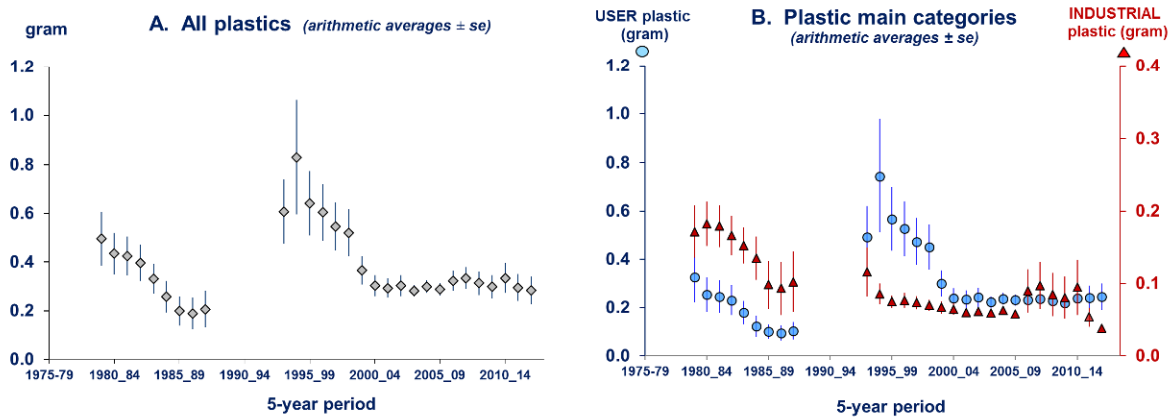 gram
A. All plastics (arithmetic averages ± se)
1.2
1.0
0.8
0.6
0.4
0.2
0.0
1975-79 1980_84 1985_89 1990_94 1995_99 2000_04 2005_09 2010_14
5-year period
USER plastic
(gram)
B. Plastic main categories
(arithmetic averages ± se)
INDUSTRIAL
plastic (gram)
1.2
1.0
0.8
0.6
0.4
0.2
0.0
0.4
0.3
0.2
0.1
0.0
1975-79 1980_84 1985_89 1990_94 1995_99 2000_04 2005_09 2010_14
5-year period